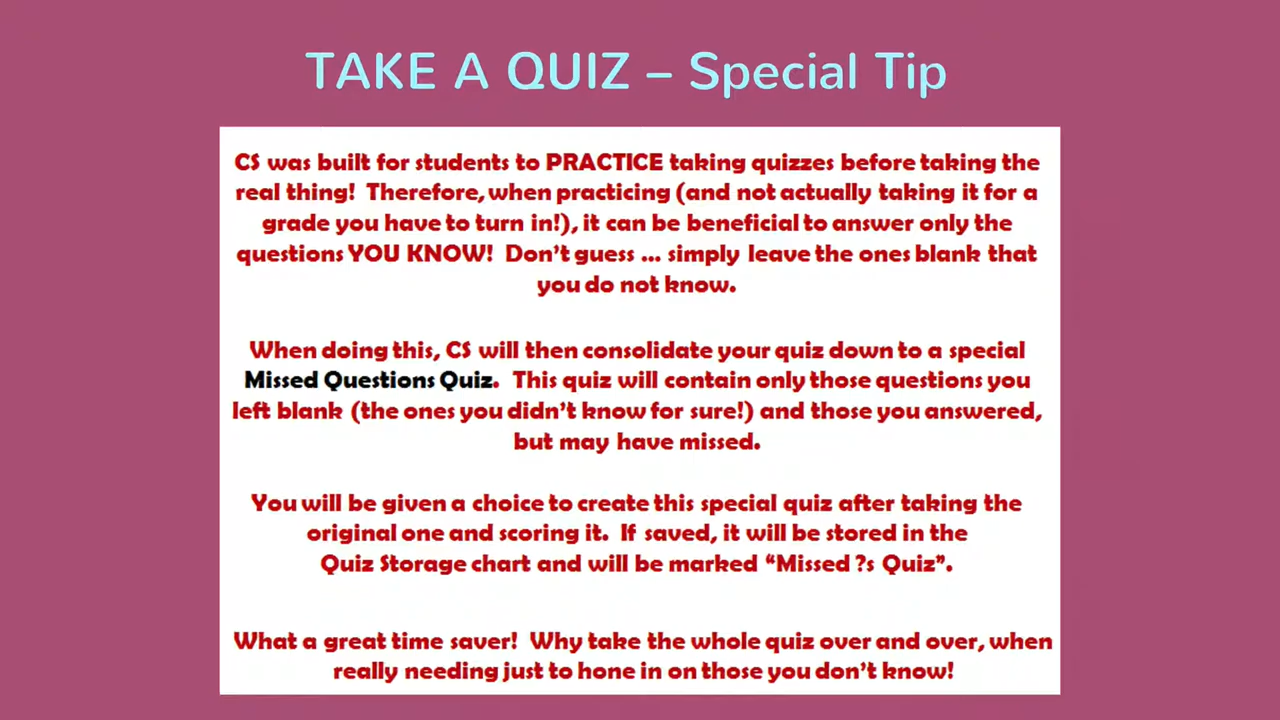 TAKE A QUIZ – Special Tip
CS was built for students to PRACTICE taking quizzes before taking the
real thing! Therefore, when practicing (and not actually taking it for a
grade you have to turn in!), it can be beneficial to answer only the
questions YOU KNOW! Don't guess ... simply leave the ones blank that
you do not know.
When doing this, CS will then consolidate your quiz down to a special
Missed Questions Quiz. This quiz will contain only those questions you
left blank (the ones you didn't know for sure!) and those you answered,
but may have missed.
You will be given a choice to create this special quiz after taking the
original one and scoring it. If saved, it will be stored in the
Quiz Storage chart and will be marked "Missed ?s Quiz".
What a great time saver! Why take the whole quiz over and over, when
really needing just to hone in on those you don't know!